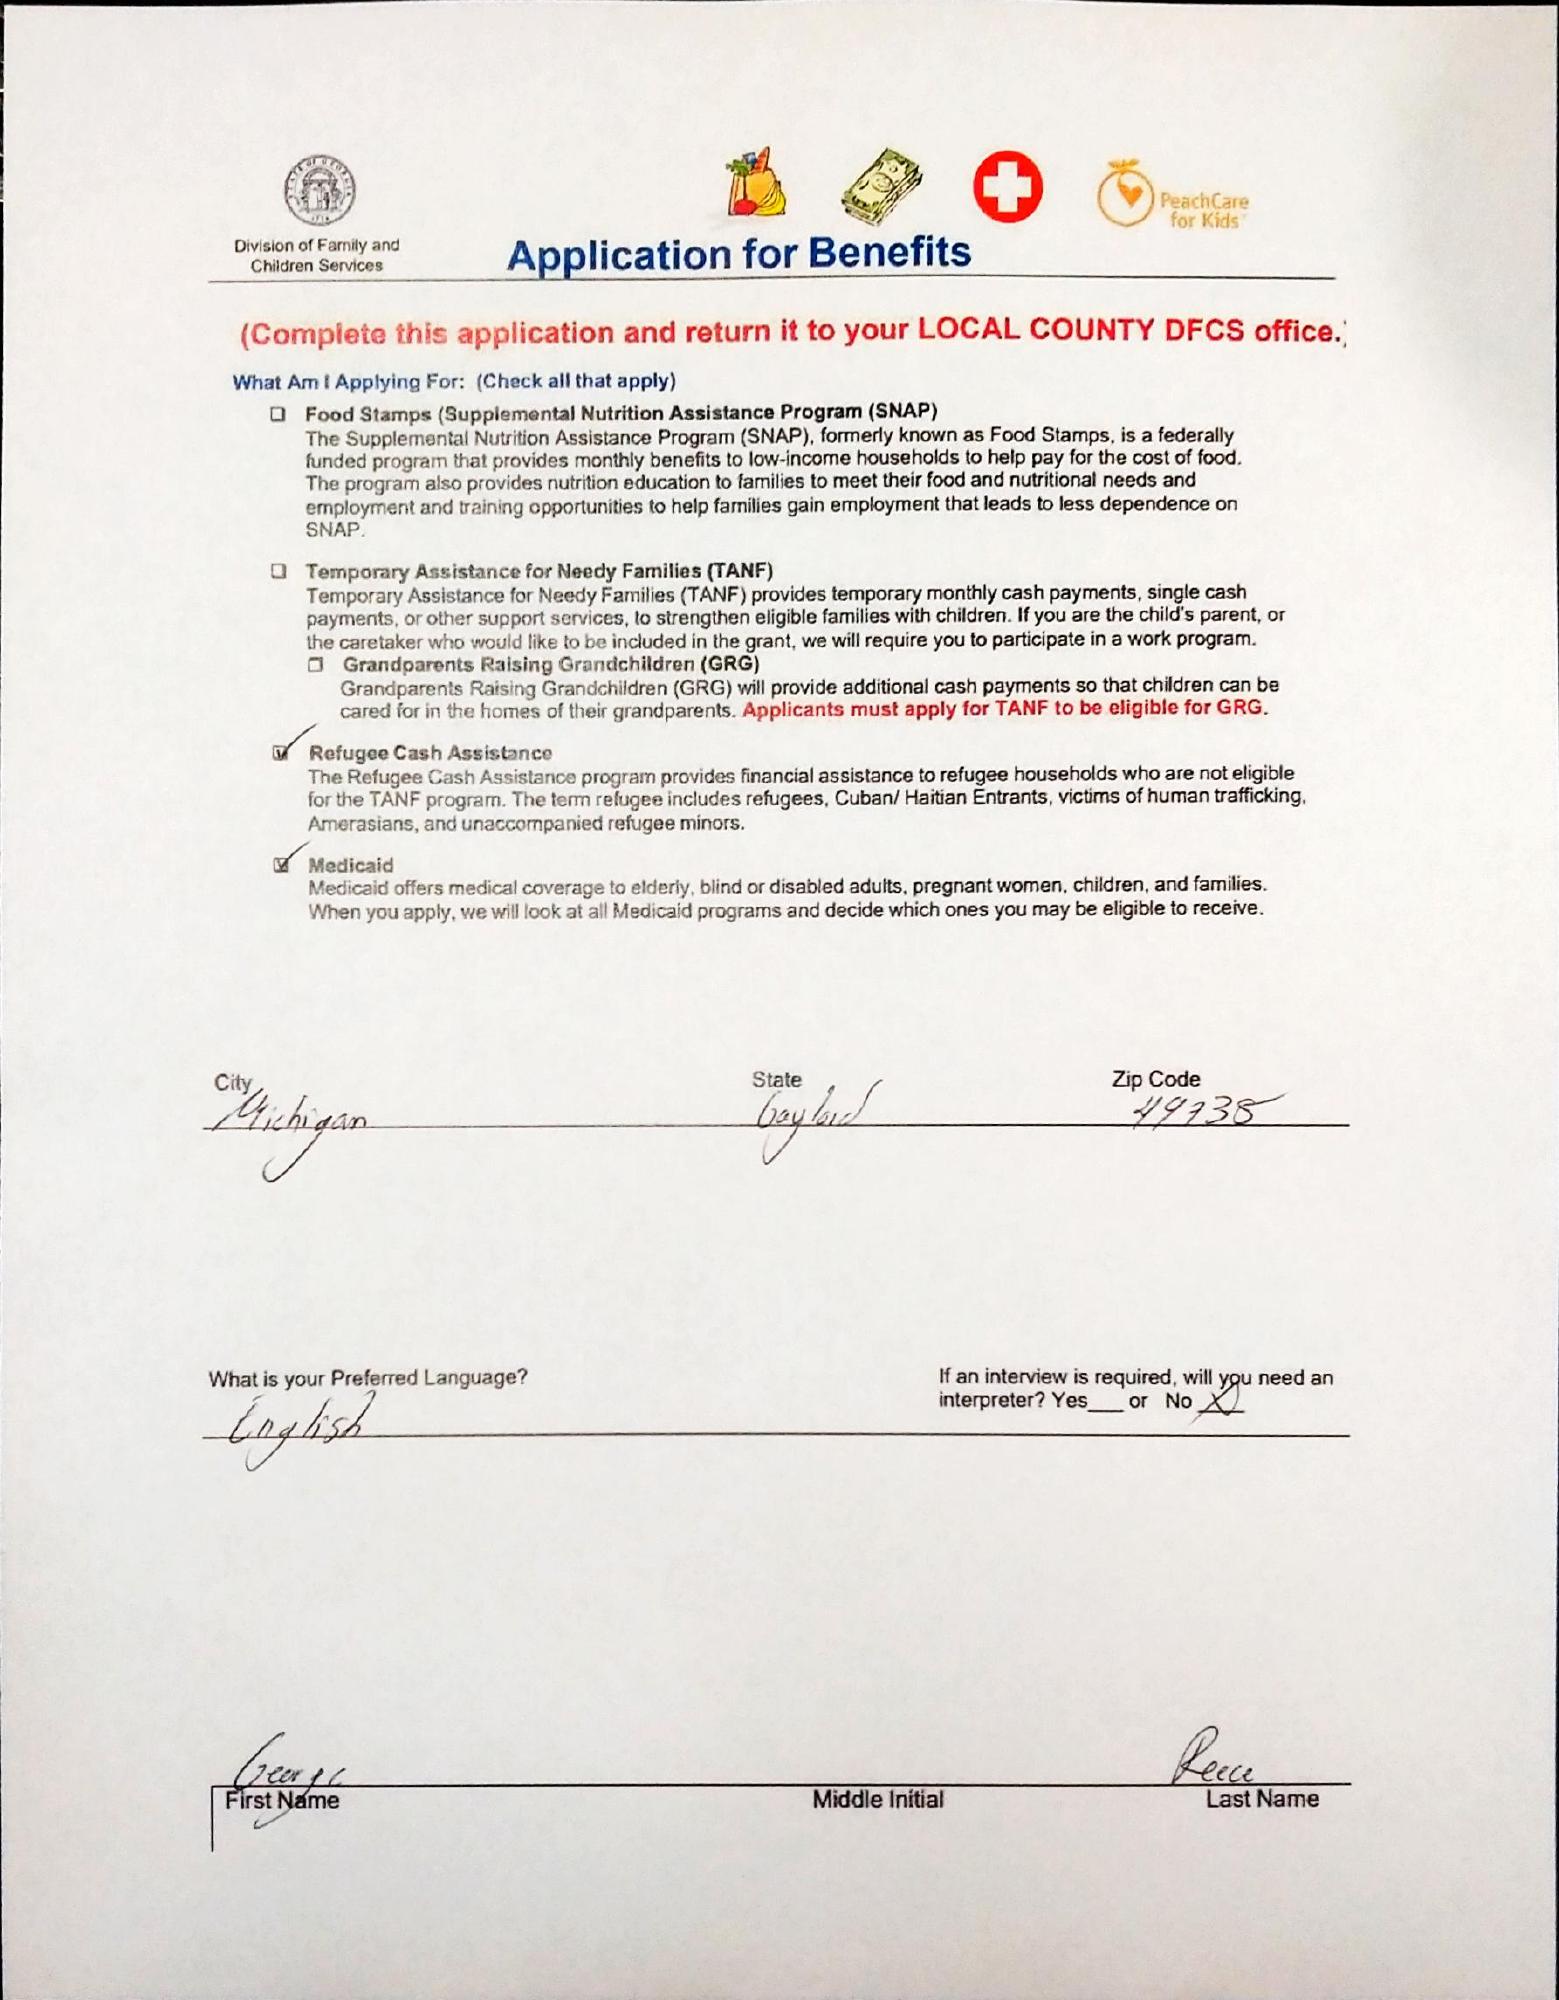 PeachCare
for Kids
Division of Family and
Children Services
Application for Benefits
(Complete this application and return it to your LOCAL COUNTY DFCS office.)
What Am I Applying For: (Check all that apply)
Food Stamps (Supplemental Nutrition Assistance Program (SNAP)
The Supplemental Nutrition Assistance Program (SNAP), formerly known as Food Stamps, is a federally
funded program that provides monthly benefits to low-income households to help pay for the cost of food.
The program also provides nutrition education to families to meet their food and nutritional needs and
employment and training opportunities to help families gain employment that leads to less dependence on
SNAP.
Temporary Assistance for Needy Families (TANF)
Temporary Assistance for Needy Families (TANF) provides temporary monthly cash payments, single cash
payments, or other support services, to strengthen eligible families with children. If you are the child's parent, or
the caretaker who would like to be included in the grant, we will require you to participate in a work program.
Grandparents Raising Grandchildren (GRG)
Grandparents Raising Grandchildren (GRG) will provide additional cash payments so that children can be
cared for in the homes of their grandparents. Applicants must apply for TANF to be eligible for GRG.
Refugee Cash Assistance
The Refugee Cash Assistance program provides financial assistance to refugee households who are not eligible
for the TANF program. The term refugee includes refugees, Cuban/ Haitian Entrants, victims of human trafficking,
Amerasians, and unaccompanied refugee minors.
Medicaid
Medicaid offers medical coverage to elderly, blind or disabled adults, pregnant women, children, and families.
When you apply, we will look at all Medicaid programs and decide which ones you may be eligible to receive.
City State Zip Code
Michigan Gaylord 49735
What is your Preferred Language? If an interview is required, will you need an
interpreter? Yes___ or No X
English
George Reece
First Name Middle Initial Last Name